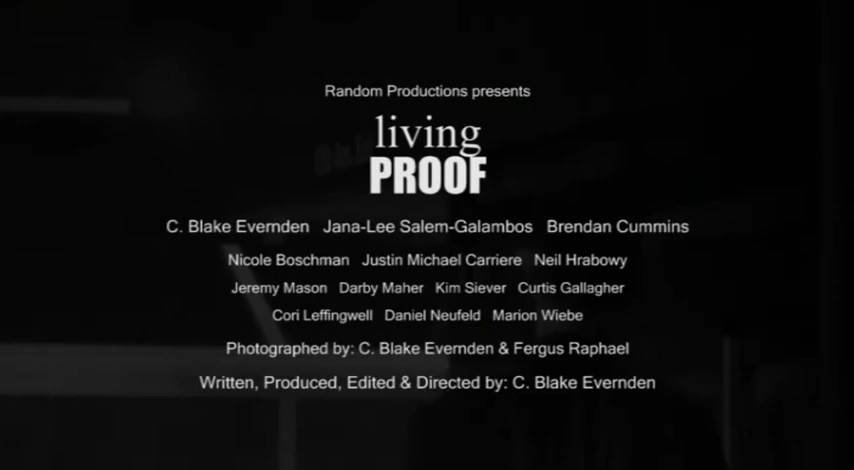 Random Productions presents
living
PROOF
C. Blake Evernden Jana-Lee Salem-Galambos Brendan Cummins
Nicole Boschman Justin Michael Carriere Neil Hrabowy
Jeremy Mason Darby Maher Kim Siever Curtis Gallagher
Cori Leffingwell Daniel Neufeld Marion Wiebe
Photographed by: C. Blake Evernden & Fergus Raphael
Written, Produced, Edited & Directed by: C. Blake Evernden